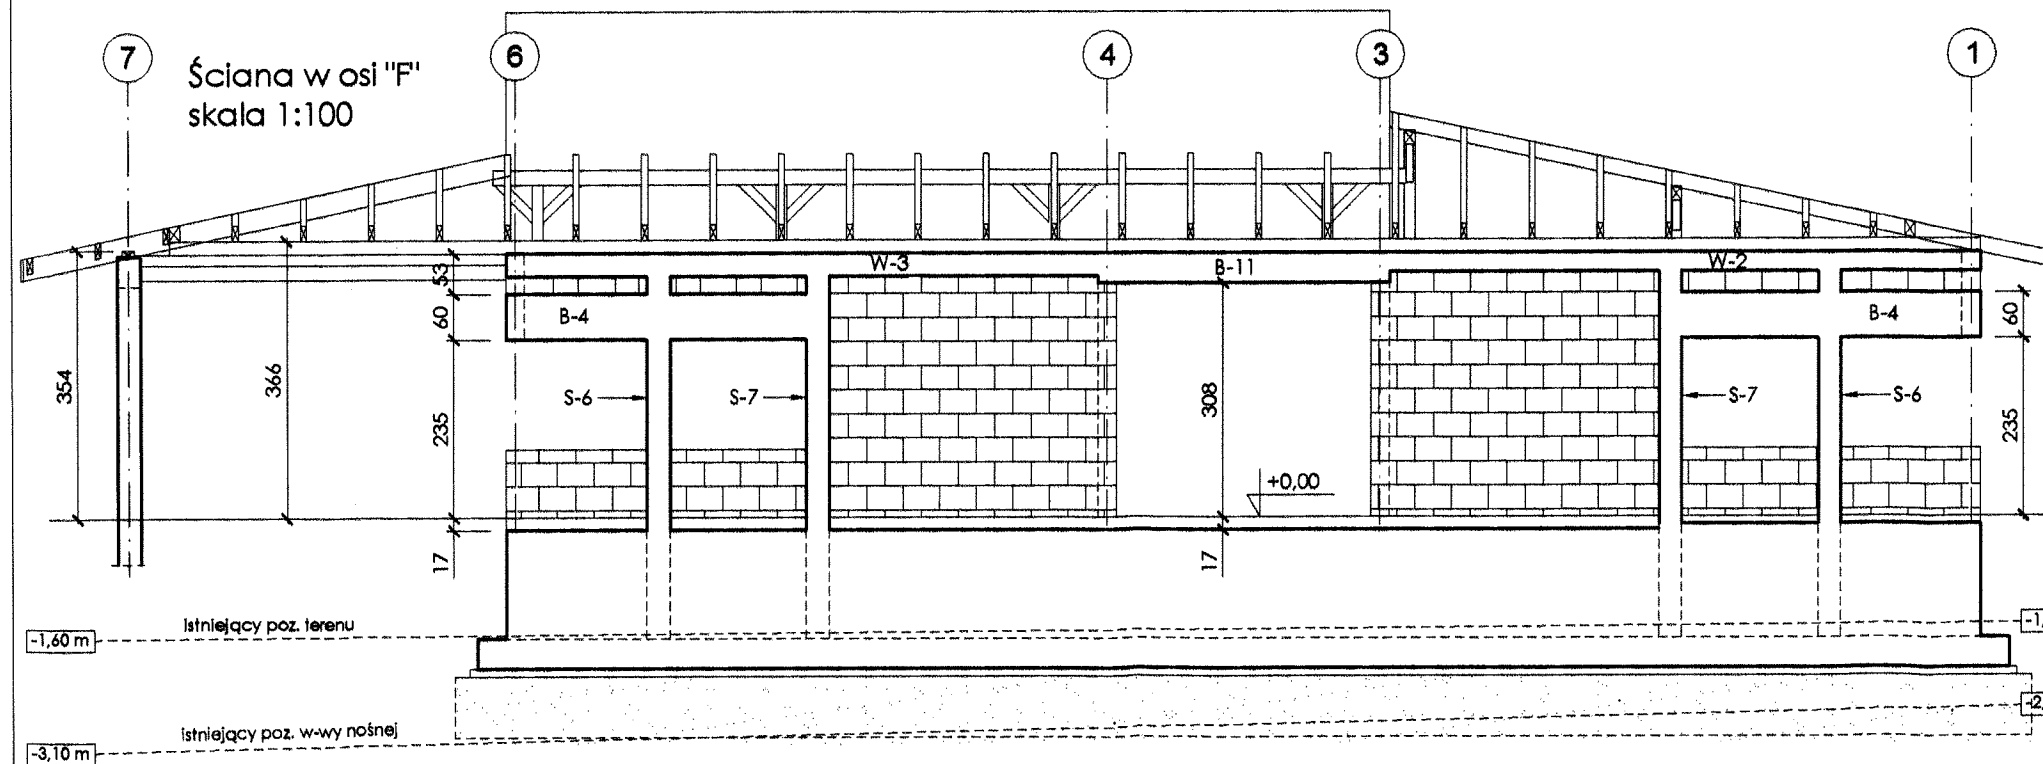 7
6
4
3
1
Ściana w osi "F"
skala 1:100
W-3
B-11
W-2
53
B-4
B-4
60
60
354
366
235
S-6
S-7
308
S-7
S-6
235
+0,00
17
17
Istniejący poz. terenu
-1,60 m
-1,
Istniejący poz. w-wy nośnej
-2
-3,10 m